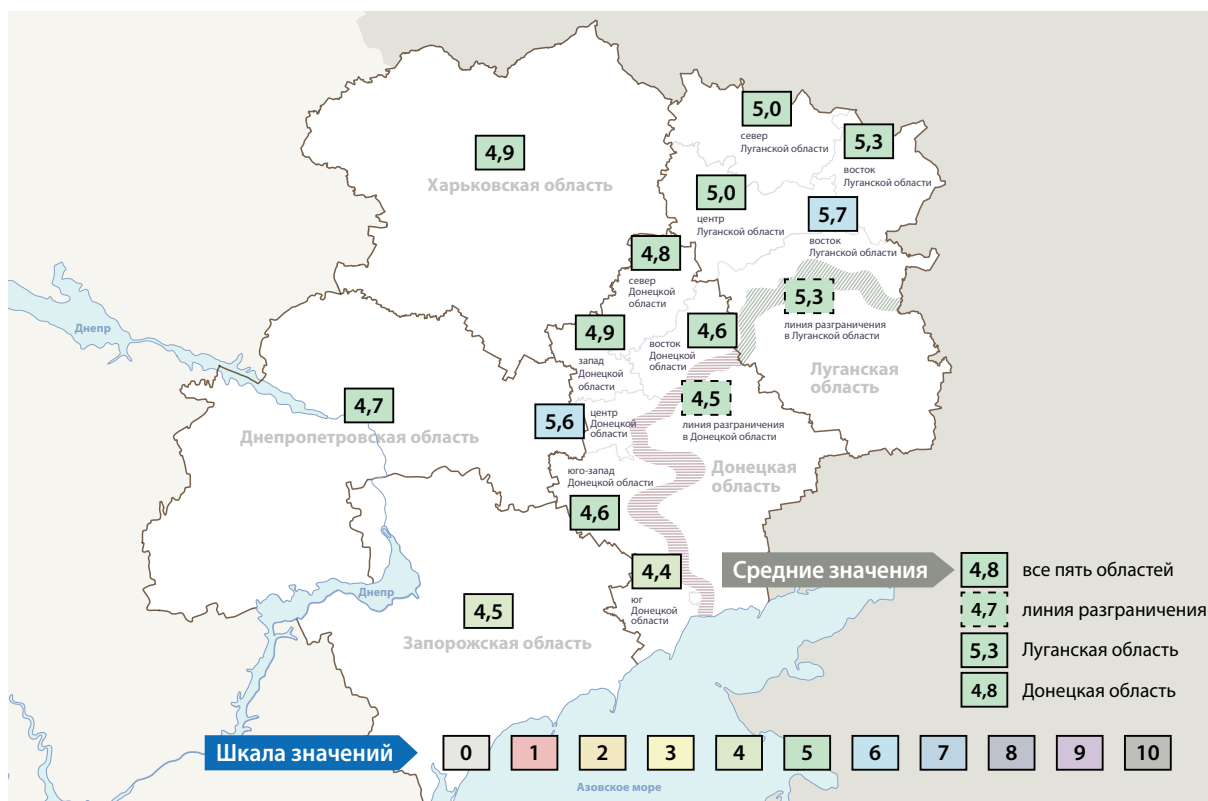 5,0
север
Луганской области
5,3
восток
Луганской области
4,9
Харьковская область
5,0
центр
Луганской области
5,7
восток
Луганской области
4,8
север
Донецкой
области
5,3
линия разграничения
в Луганской области
Днепр
4,9
запад
Донецкой
области
4,6
восток
Донецкой
области
Луганская
область
4,7
Днепропетровская область
5,6
центр
Донецкой
области
4,5
линия разграничения
в Донецкой области
юго-запад
Донецкой области
4,6
Донецкая
область
4,4
юг
Донецкой
области
Днепр
4,5
Запорожская область
Средние значения
4,8 все пять областей
4,7 линия разграничения
5,3 Луганская область
4,8 Донецкая область
Шкала значений 0 1 2 3 4 5 6 7 8 9 10
Азовское море